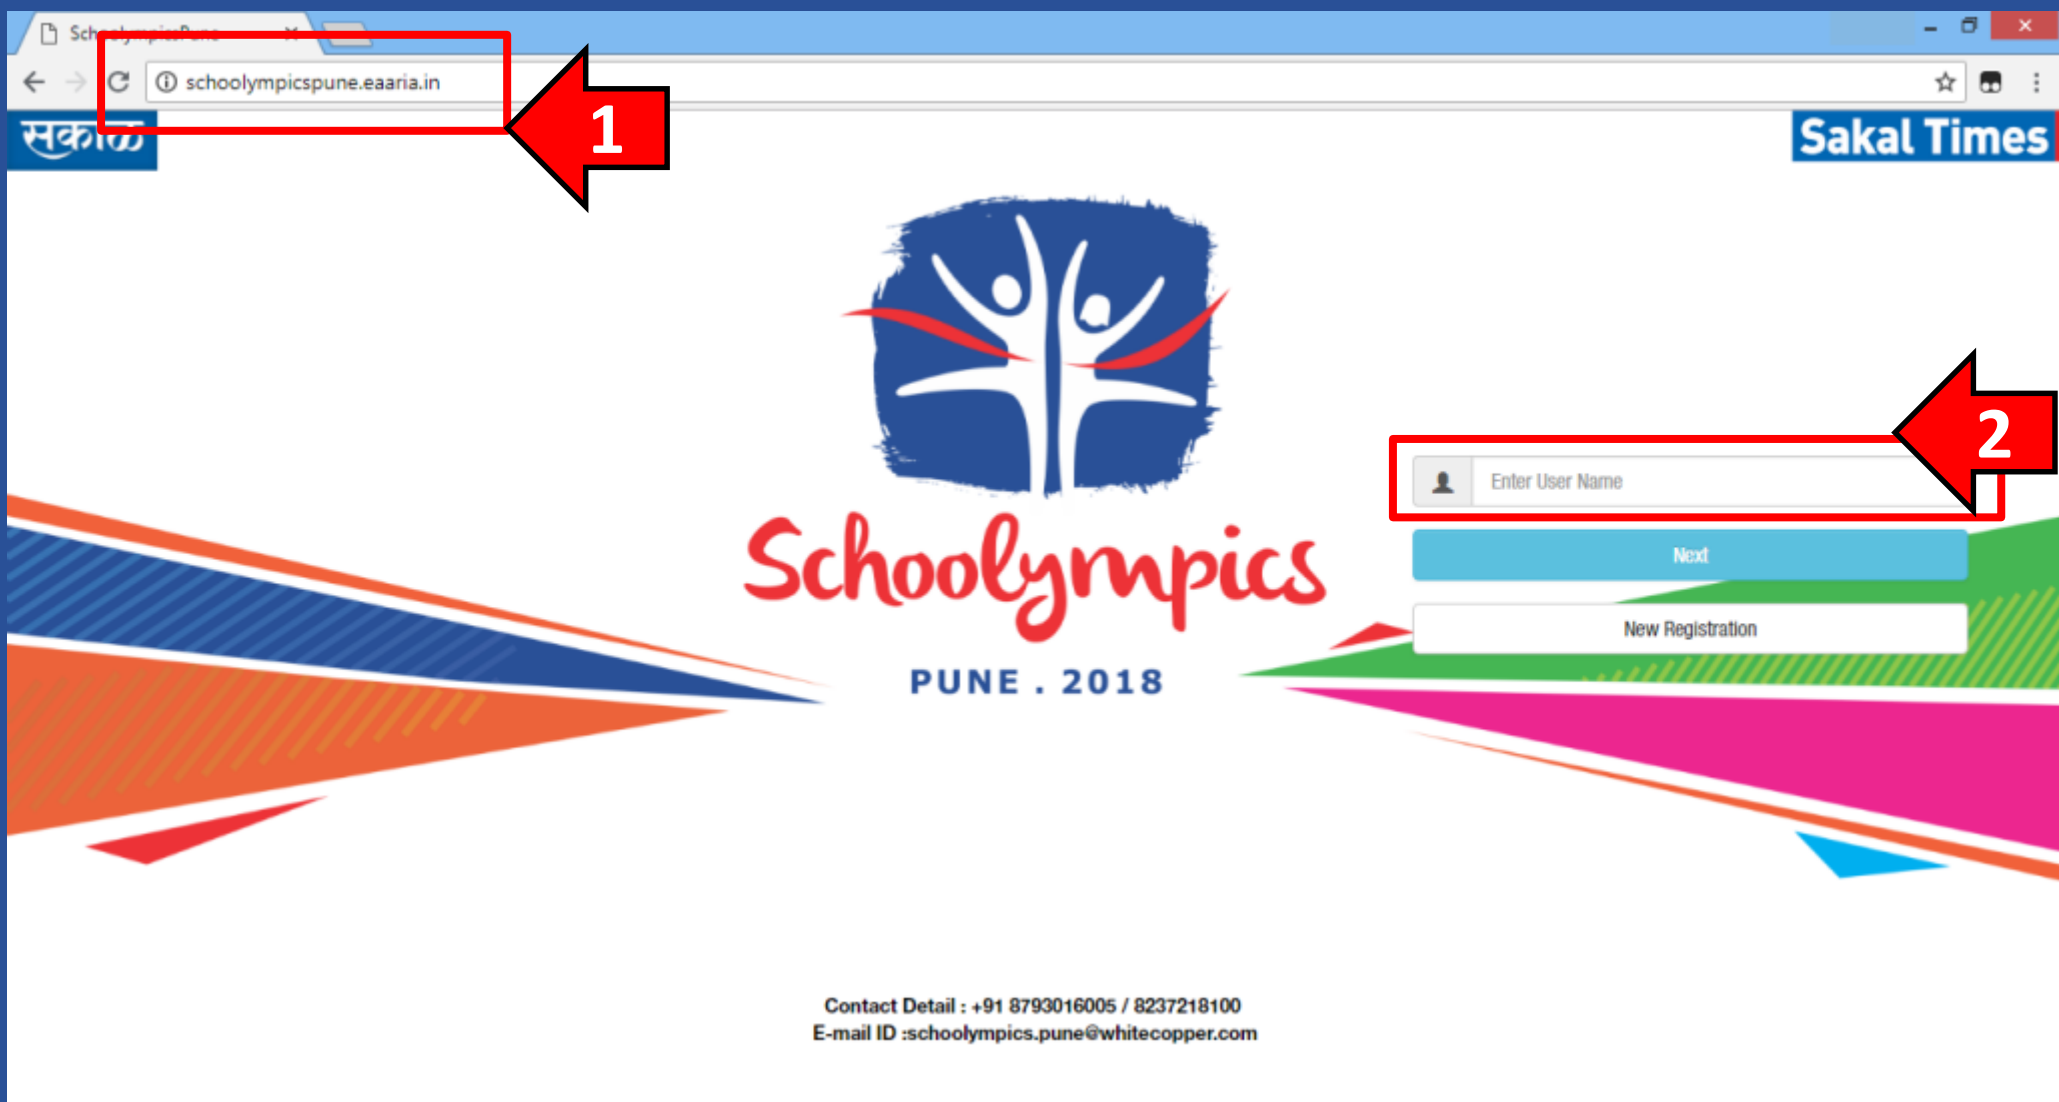 SchoolympicsPune
schoolympicspune.eaaria.in
1
सकाळ
Sakal Times
2
Enter User Name
Next
Schoolympics
New Registration
PUNE . 2018
Contact Detail : +91 8793016005 / 8237218100
E-mail ID :schoolympics.pune@whitecopper.com